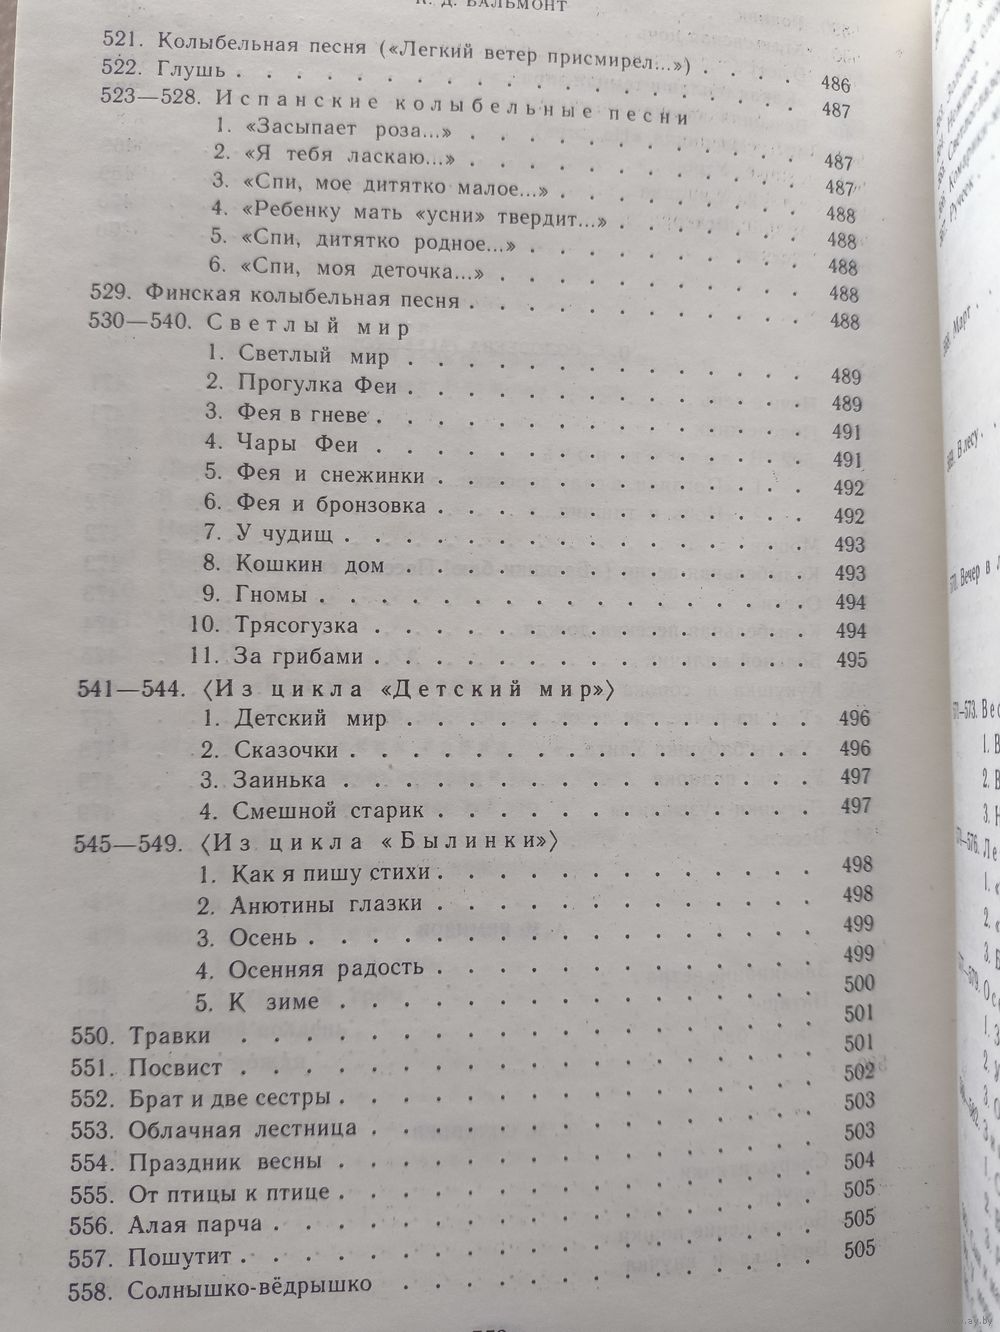 К. Д. БАЛЬМОНТ
521. Колыбельная песня («Легкий ветер присмирел...») . . . . 486
522. Глушь . . . . . . . . . . . . . . 487
523—528. Испанские колыбельные песни
1. «Засыпает роза...» . . . . . . . . . . . 487
2. «Я тебя ласкаю...» . . . . . . . . . . . 487
3. «Спи, мое дитятко малое...» . . . . . . . . 488
4. «Ребенку мать «усни» твердит...» . . . . . . 488
5. «Спи, дитятко родное...» . . . . . . . . . 488
6. «Спи, моя деточка...» . . . . . . . . . . 488
529. Финская колыбельная песня . . . . . . . . . . 488
530—540. Светлый мир
1. Светлый мир . . . . . . . . . . . . . 489
2. Прогулка Феи . . . . . . . . . . . . . 489
3. Фея в гневе . . . . . . . . . . . . . . 491
4. Чары Феи . . . . . . . . . . . . . . 491
5. Фея и снежинки . . . . . . . . . . . . 492
6. Фея и бронзовка . . . . . . . . . . . . 492
7. У чудищ . . . . . . . . . . . . . . . 493
8. Кошкин дом . . . . . . . . . . . . . 493
9. Гномы . . . . . . . . . . . . . . . . 494
10. Трясогузка . . . . . . . . . . . . . . 494
11. За грибами . . . . . . . . . . . . . . 495
541—544. ⟨Из цикла «Детский мир»⟩
1. Детский мир . . . . . . . . . . . . . 496
2. Сказочки . . . . . . . . . . . . . . . 496
3. Заинька . . . . . . . . . . . . . . . 497
4. Смешной старик . . . . . . . . . . . . 497
545—549. ⟨Из цикла «Былинки»⟩
1. Как я пишу стихи . . . . . . . . . . . . 498
2. Анютины глазки . . . . . . . . . . . . 498
3. Осень . . . . . . . . . . . . . . . . 499
4. Осенняя радость . . . . . . . . . . . . 499
5. К зиме . . . . . . . . . . . . . . . 500
550. Травки . . . . . . . . . . . . . . . . . . 501
551. Посвист . . . . . . . . . . . . . . . . . . 501
552. Брат и две сестры . . . . . . . . . . . . . . . 502
553. Облачная лестница . . . . . . . . . . . . . . 503
554. Праздник весны . . . . . . . . . . . . . . . 503
555. От птицы к птице . . . . . . . . . . . . . . . 504
556. Алая парча . . . . . . . . . . . . . . . . . 505
557. Пошутит . . . . . . . . . . . . . . . . . . 505
558. Солнышко-вёдрышко . . . . . . . . . . . . . 505
Март . .
В лесу . .
570. Вечер в
www.ay.by